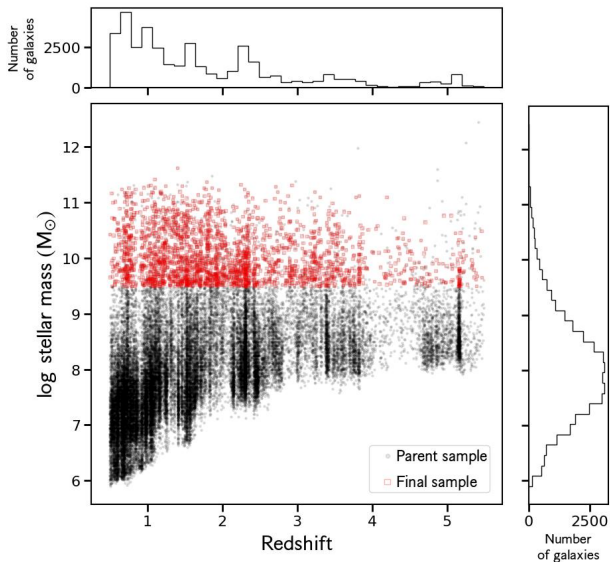 Number
of galaxies
2500
0
12
11
10
9
8
7
6
log stellar mass (M⊙)
Parent sample
Final sample
1 2 3 4 5
Redshift
0 2500
Number
of galaxies